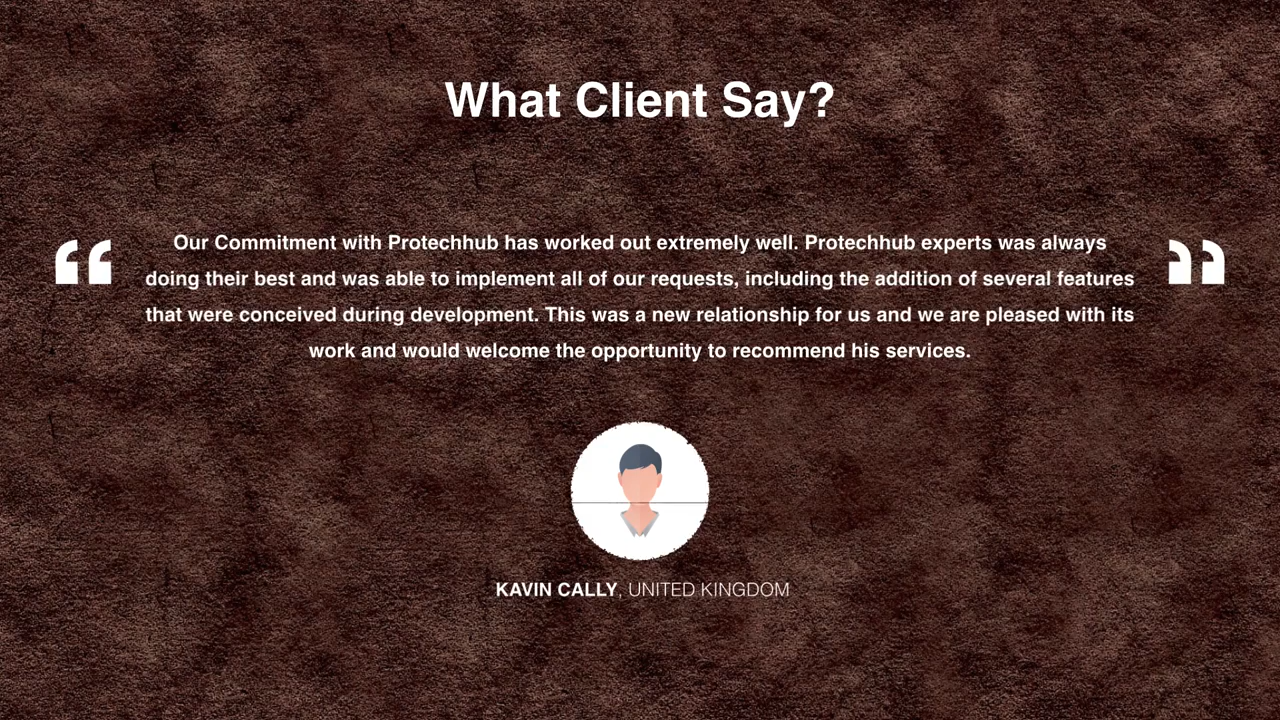 What Client Say?
Our Commitment with Protechhub has worked out extremely well. Protechhub experts was always
doing their best and was able to implement all of our requests, including the addition of several features
that were conceived during development. This was a new relationship for us and we are pleased with its
work and would welcome the opportunity to recommend his services.
KAVIN CALLY, UNITED KINGDOM